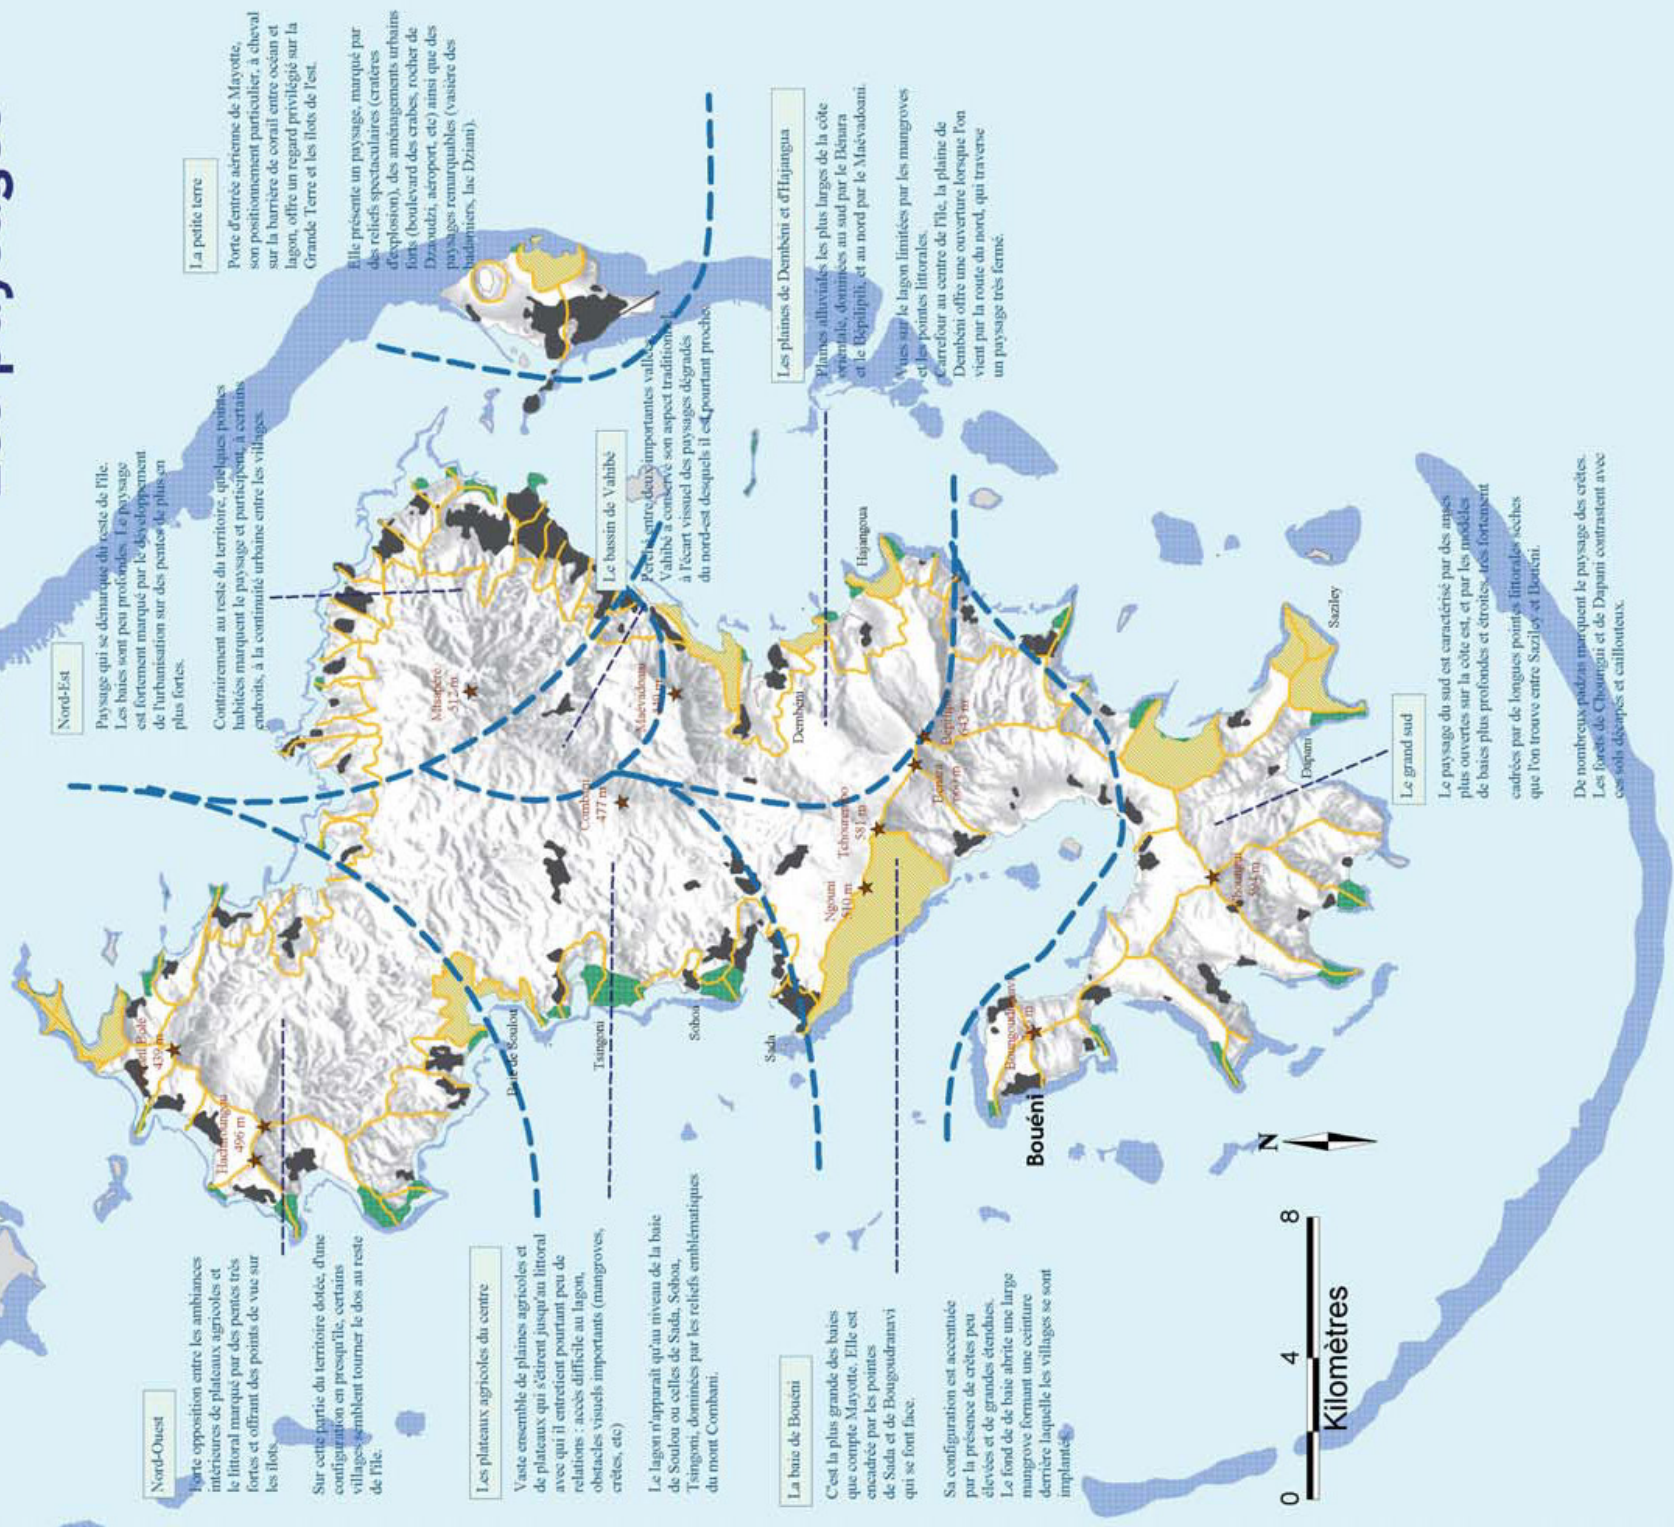 Nord-Est
Paysage qui se démarque du reste de l'île.
Les baies sont peu profondes. Le paysage
est fortement marqué par le développement
de l'urbanisation sur des pentes de plus en
plus fortes.
Contrairement au reste du territoire, quelques pointes
habitées marquent le paysage et participent, à certains
endroits, à la continuité urbaine entre les villages.
La petite terre
Porte d'entrée aérienne de Mayotte,
son positionnement particulier, à cheval
sur la barrière de corail entre océan et
lagon, offre un regard privilégié sur la
Grande Terre et les îlots de l'est.
Elle présente un paysage, marqué par
des reliefs spectaculaires (cratères
d'explosion), des aménagements urbains
forts (boulevard des crabes, rocher de
Dzaoudzi, aéroport, etc) ainsi que des
paysages remarquables (vasière des
badamiers, lac Dziani).
Nord-Ouest
Forte opposition entre les ambiances
intérieures de plateaux agricoles et
le littoral marqué par des pentes très
fortes et offrant des points de vue sur
les îlots.
Sur cette partie du territoire dotée, d'une
configuration en presqu'île, certains
villages semblent tourner le dos au reste
de l'île.
Les plateaux agricoles du centre
Vaste ensemble de plaines agricoles et
de plateaux qui s'étirent jusqu'au littoral
avec qui il entretient pourtant peu de
relations : accès difficile au lagon,
obstacles visuels importants (mangroves,
crêtes, etc)
Le lagon n'apparaît qu'au niveau de la baie
de Soulou ou celles de Sada, Sohoa,
Tsingoni, dominées par les reliefs emblématiques
du mont Combani.
Le bassin de Vahibé
Perché entre deux importantes vallées,
Vahibé a conservé son aspect traditionnel
à l'écart visuel des paysages dégradés
du nord-est desquels il est pourtant proche.
Les plaines de Dembéni et d'Hajangua
Plaines alluviales les plus larges de la côte
orientale, dominées au sud par le Bénara
et le Bépilipili, et au nord par le Maévadoani.
Vues sur le lagon limitées par les mangroves
et les pointes littorales.
Carrefour au centre de l'île, la plaine de
Dembéni offre une ouverture lorsque l'on
vient par la route du nord, qui traverse
un paysage très fermé.
La baie de Bouéni
C'est la plus grande des baies
que compte Mayotte. Elle est
encadrée par les pointes
de Sada et de Bougoudranavi
qui se font face.
Sa configuration est accentuée
par la présence de crêtes peu
élevées et de grandes étendues.
Le fond de baie abrite une large
mangrove formant une ceinture
derrière laquelle les villages se sont
implantés.
Le grand sud
Le paysage du sud est caractérisé par des anses
plus ouvertes sur la côte est, et par les modelés
de baies plus profondes et étroites, très fortement
cadrées par de longues pointes littorales sèches
que l'on trouve entre Saziley et Bouéni.
De nombreux padzas marquent le paysage des crêtes.
Les forêts de Choungui et de Dapani contrastent avec
ces sols décapés et caillouteux.
439 m
496 m
Mtsapéré
512 m
Combani
477 m
Maévadoani
Ngouni
510 m
Tchourembo
581 m
Bénara
643 m
Choungui
Baie de Soulou
Tsingoni
Sohoa
Sada
Dembéni
Hajangoua
Saziley
Dapani
Bouéni
N
0 4 8
Kilomètres